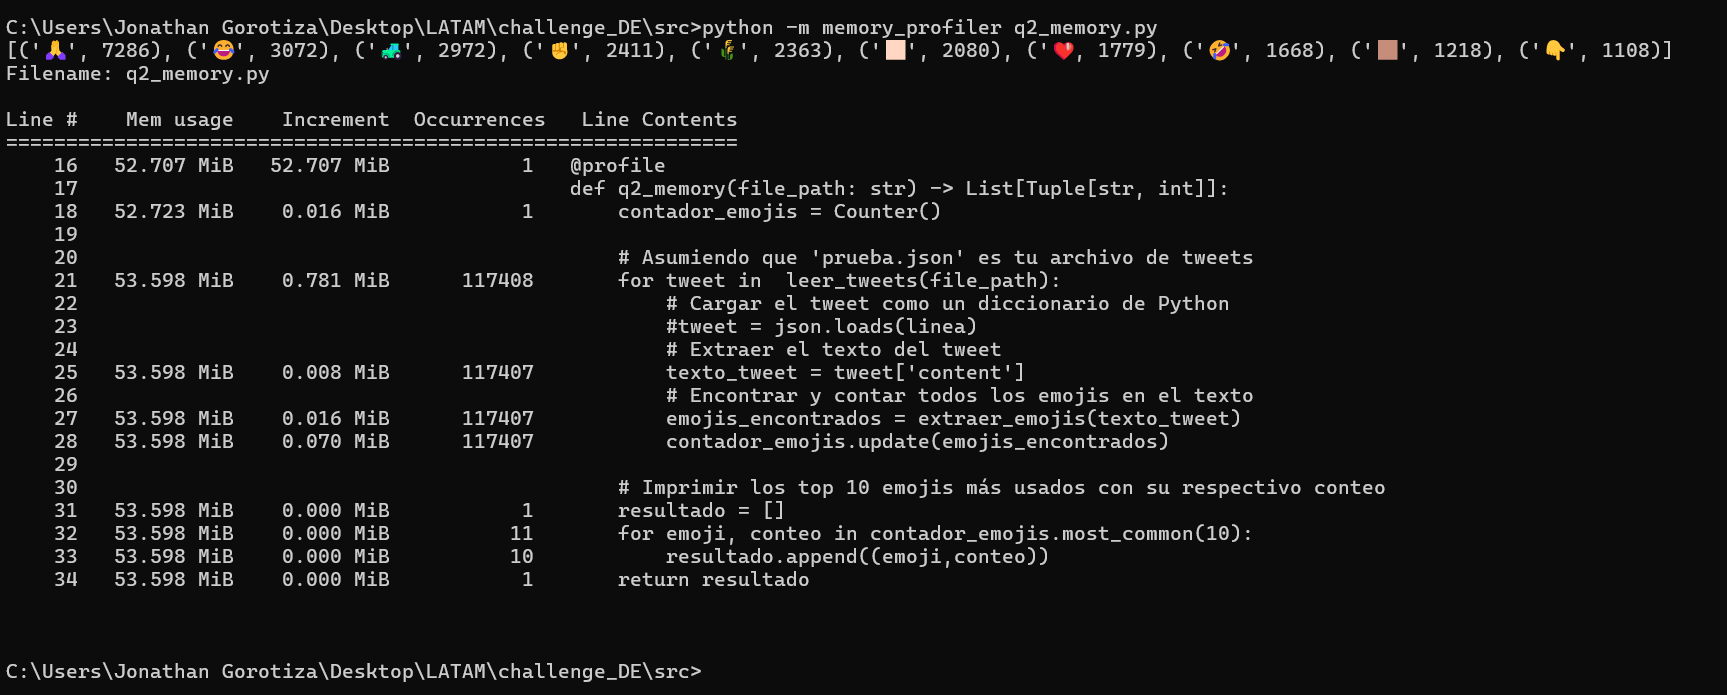 C:\Users\Jonathan Gorotiza\Desktop\LATAM\challenge_DE\src>python -m memory_profiler q2_memory.py
[('🙏', 7286), ('😂', 3072), ('🚜', 2972), ('✊', 2411), ('🌾', 2363), ('🏻', 2080), ('❤', 1779), ('🤣', 1668), ('🏽', 1218), ('👇', 1108)]
Filename: q2_memory.py
Line #    Mem usage    Increment  Occurrences   Line Contents
=============================================================
    16   52.707 MiB   52.707 MiB           1   @profile
    17                                         def q2_memory(file_path: str) -> List[Tuple[str, int]]:
    18   52.723 MiB    0.016 MiB           1       contador_emojis = Counter()
    19
    20                                             # Asumiendo que 'prueba.json' es tu archivo de tweets
    21   53.598 MiB    0.781 MiB      117408       for tweet in  leer_tweets(file_path):
    22                                                 # Cargar el tweet como un diccionario de Python
    23                                                 #tweet = json.loads(linea)
    24                                                 # Extraer el texto del tweet
    25   53.598 MiB    0.008 MiB      117407           texto_tweet = tweet['content']
    26                                                 # Encontrar y contar todos los emojis en el texto
    27   53.598 MiB    0.016 MiB      117407           emojis_encontrados = extraer_emojis(texto_tweet)
    28   53.598 MiB    0.070 MiB      117407           contador_emojis.update(emojis_encontrados)
    29
    30                                             # Imprimir los top 10 emojis más usados con su respectivo conteo
    31   53.598 MiB    0.000 MiB           1       resultado = []
    32   53.598 MiB    0.000 MiB          11       for emoji, conteo in contador_emojis.most_common(10):
    33   53.598 MiB    0.000 MiB          10           resultado.append((emoji,conteo))
    34   53.598 MiB    0.000 MiB           1       return resultado
C:\Users\Jonathan Gorotiza\Desktop\LATAM\challenge_DE\src>